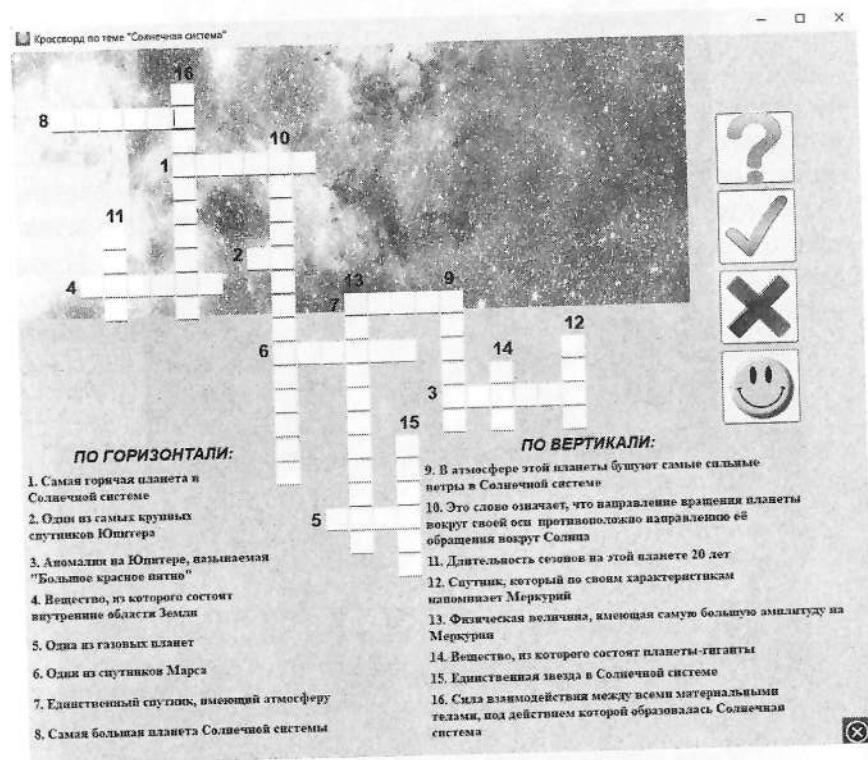 Кроссворд по теме "Солнечная система"
16
8
10
1
11
2
4
13
9
7
12
6
14
3
15
5
ПО ГОРИЗОНТАЛИ:
1. Самая горячая планета в
Солнечной системе
2. Один из самых крупных
спутников Юпитера
3. Аномалия на Юпитере, называемая
"Большое красное пятно"
4. Вещество, из которого состоят
внутренние области Земли
5. Одна из газовых планет
6. Один из спутников Марса
7. Единственный спутник, имеющий атмосферу
8. Самая большая планета Солнечной системы
ПО ВЕРТИКАЛИ:
9. В атмосфере этой планеты бушуют самые сильные
ветры в Солнечной системе
10. Это слово означает, что направление вращения планеты
вокруг своей оси противоположно направлению её
обращения вокруг Солнца
11. Длительность сезонов на этой планете 20 лет
12. Спутник, который по своим характеристикам
напоминает Меркурий
13. Физическая величина, имеющая самую большую амплитуду на
Меркурии
14. Вещество, из которого состоят планеты-гиганты
15. Единственная звезда в Солнечной системе
16. Сила взаимодействия между всеми материальными
телами, под действием которой образовалась Солнечная
система